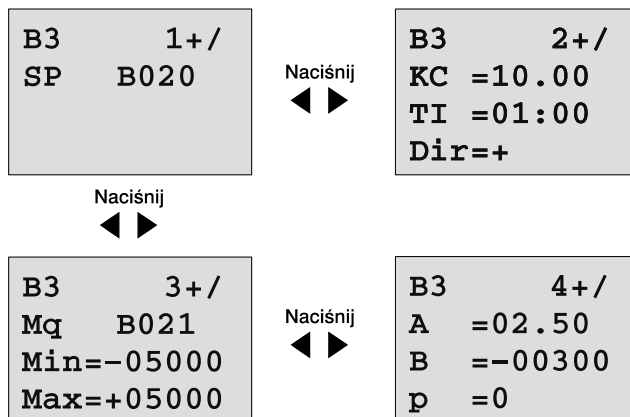 B3 1+/
SP B020
Naciśnij
B3 2+/
KC =10.00
TI =01:00
Dir=+
Naciśnij
B3 3+/
Mq B021
Min=-05000
Max=+05000
Naciśnij
B3 4+/
A =02.50
B =-00300
p =0